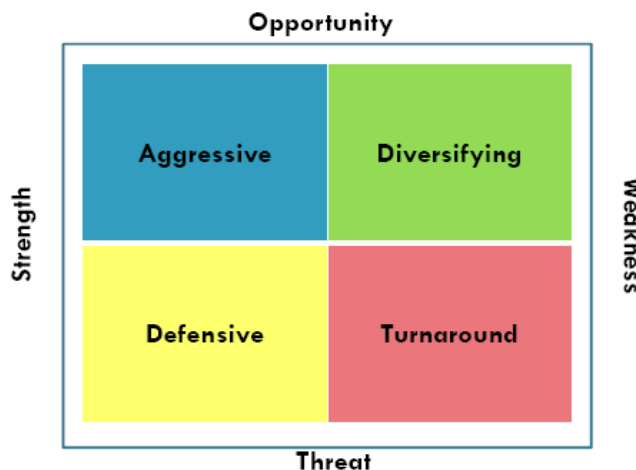 Opportunity
Aggressive
Diversifying
Strength
Weakness
Defensive
Turnaround
Threat